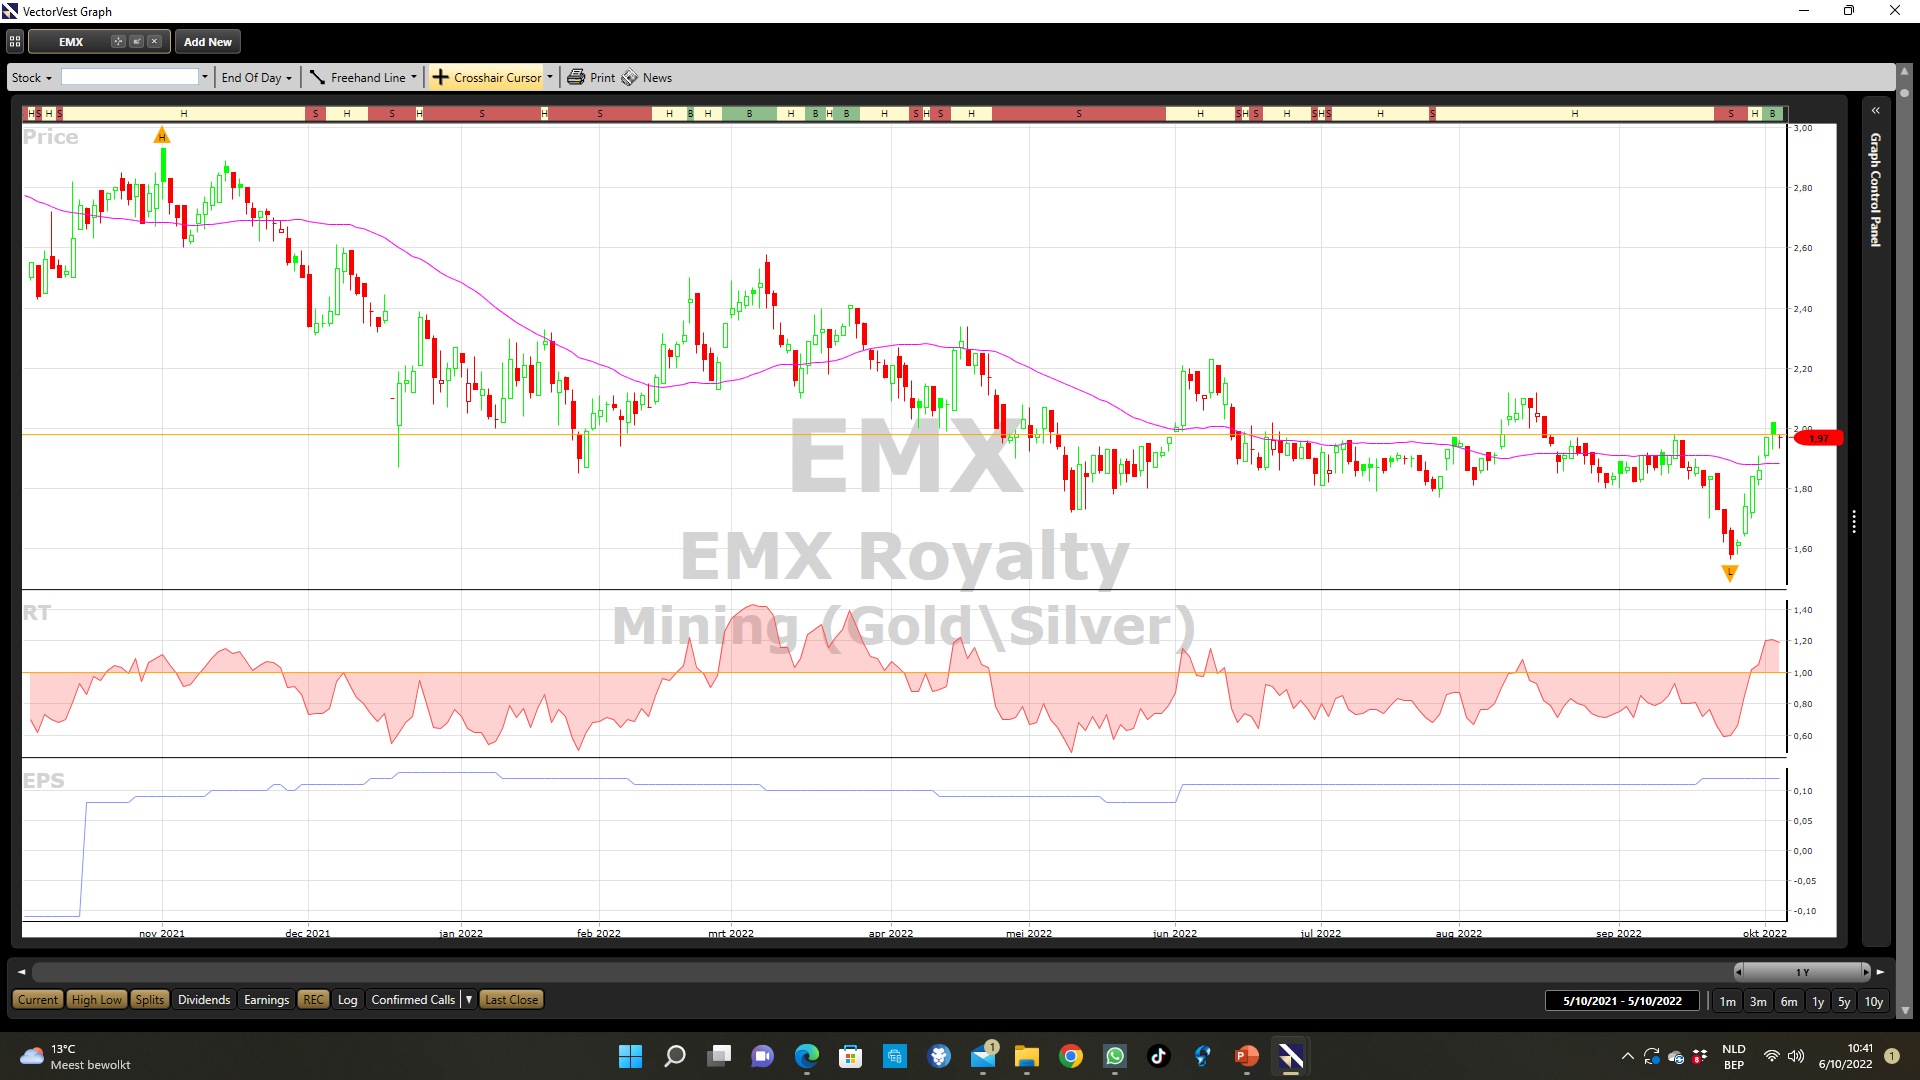 VectorVest Graph
EMX
Add New
Stock
End Of Day
Freehand Line
Crosshair Cursor
Print
News
H S H S H S H S H S H S H B H B H B H B H S H S H S H S H S H S H S H S H S H B
Price
H
3,00
2,80
2,60
2,40
2,20
2,00
1,97
1,80
1,60
L
EMX
EMX Royalty
Mining (Gold\Silver)
RT
1,40
1,20
1,00
0,80
0,60
EPS
0,10
0,05
0,00
-0,05
-0,10
nov 2021 dec 2021 jan 2022 feb 2022 mrt 2022 apr 2022 mei 2022 jun 2022 jul 2022 aug 2022 sep 2022 okt 2022
Graph Control Panel
1 Y
Current High Low Splits Dividends Earnings REC Log Confirmed Calls Last Close
5/10/2021 - 5/10/2022
1m 3m 6m 1y 5y 10y
13°C
Meest bewolkt
1
P
8
NLD
BEP
10:41
6/10/2022
1